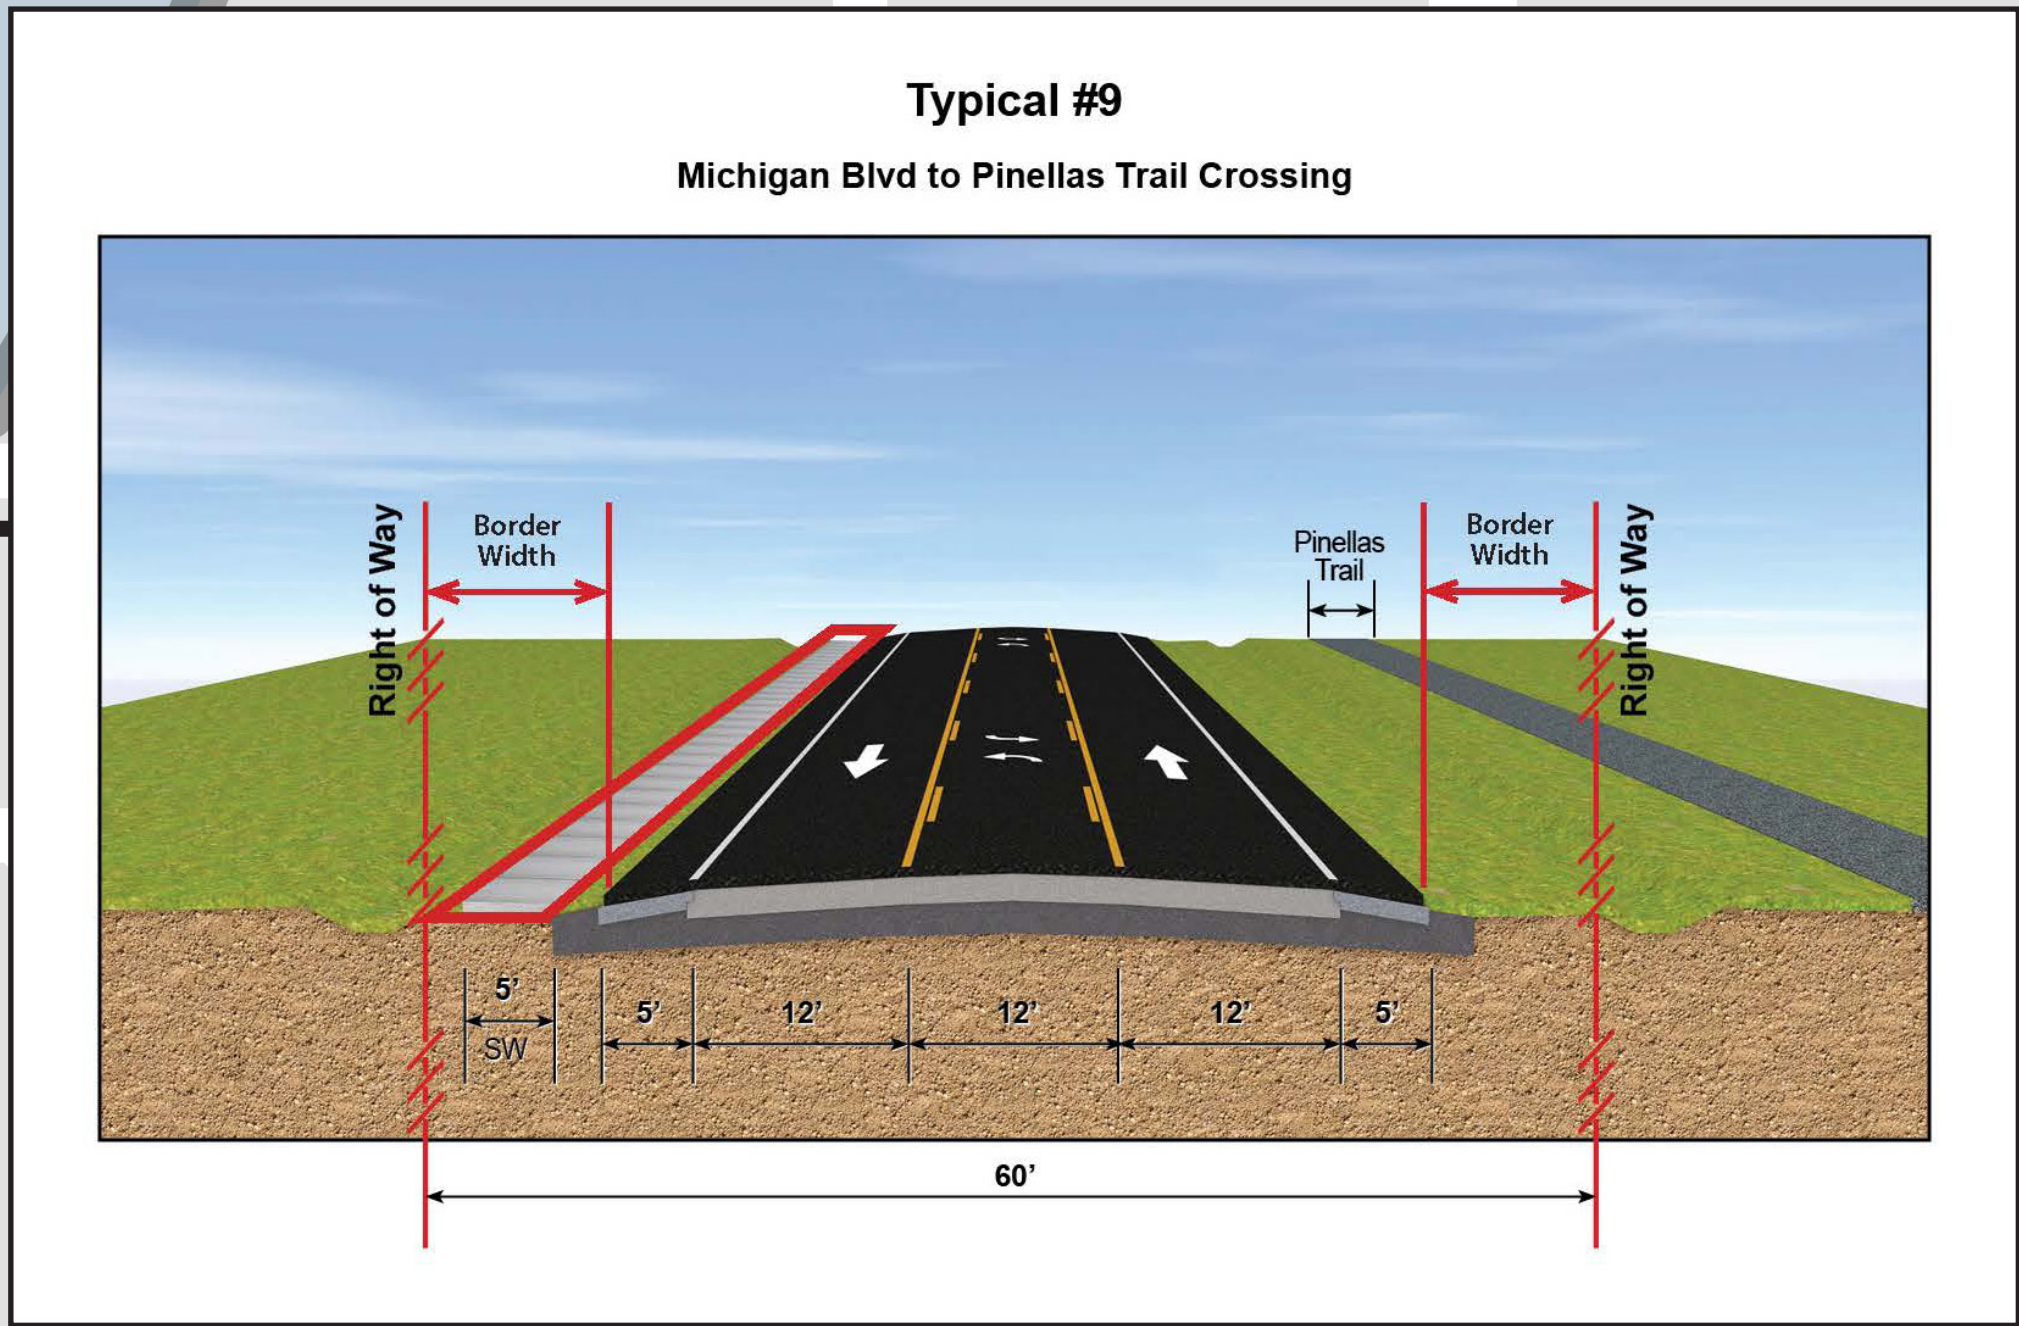 Typical #9
Michigan Blvd to Pinellas Trail Crossing
Right of Way
Border
Width
Pinellas
Trail
Border
Width
Right of Way
5’
SW
5’
12’
12’
12’
5’
60’